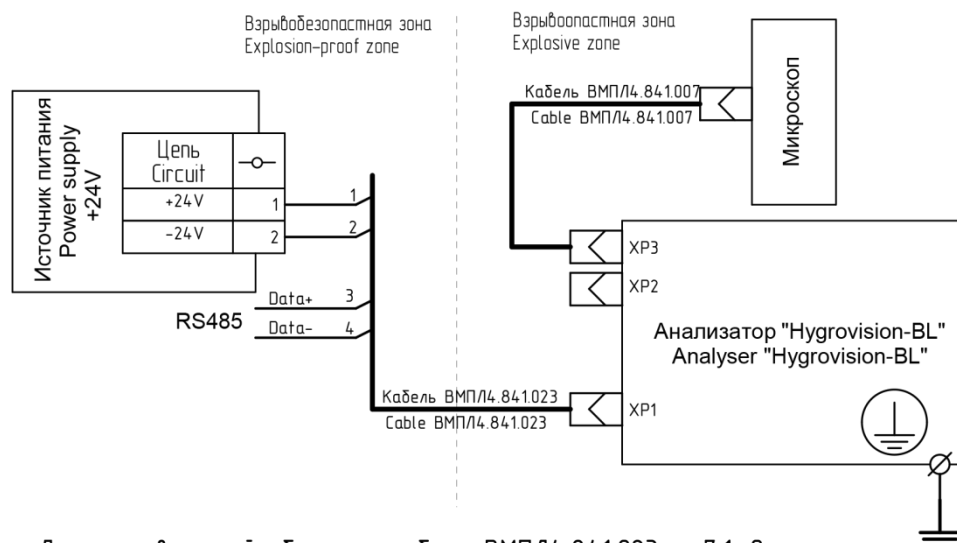 Взрывобезопастная зона
Explosion-proof zone
Взрывоопастная зона
Explosive zone
Источник питания
Power supply
+24V
Цепь
Circuit
+24V
1
-24V
2
1
2
Data+
3
Data-
4
RS485
Кабель ВМПЛ4.841.007
Cable ВМПЛ4.841.007
Микроскоп
XP3
XP2
Анализатор "Hygrovision-BL"
Analyser "Hygrovision-BL"
XP1
Кабель ВМПЛ4.841.023
Cable ВМПЛ4.841.023